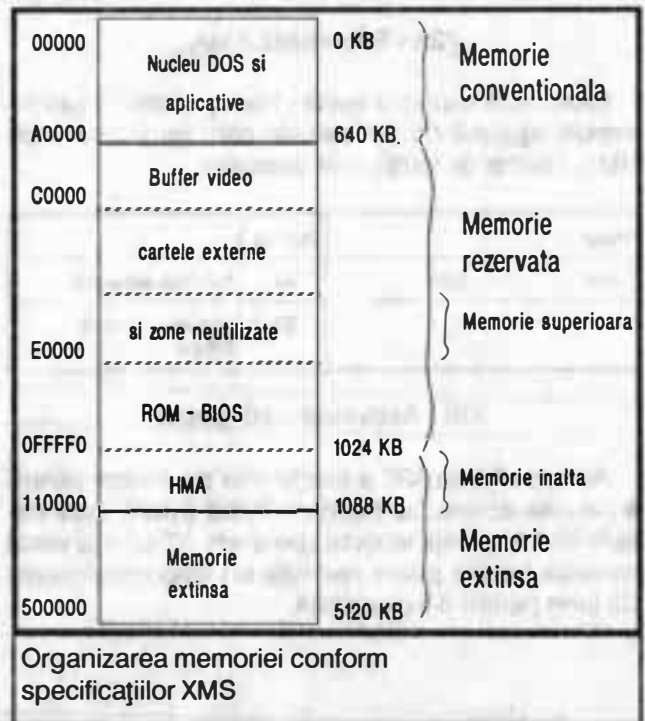 00000
0 KB
Nucleu DOS si
aplicative
Memorie
conventionala
A0000
640 KB.
Buffer video
C0000
cartele externe
Memorie
rezervata
si zone neutilizate
Memorie superioara
E0000
ROM - BIOS
0FFFF0
1024 KB
HMA
Memorie inalta
110000
1088 KB
Memorie
extinsa
Memorie
extinsa
500000
5120 KB
Organizarea memoriei conform
specificaţiilor XMS